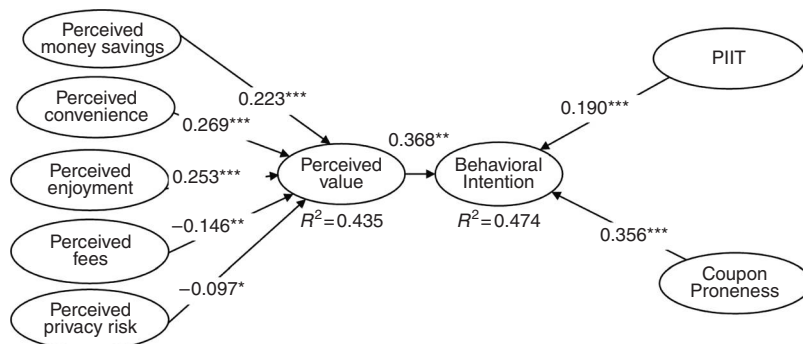 Perceived
money savings
PIIT
0.223***
Perceived
convenience
0.190***
0.269***
0.368**
Perceived
value
Behavioral
Intention
Perceived
enjoyment
0.253***
R²=0.435
R²=0.474
−0.146**
0.356***
Perceived
fees
Coupon
Proneness
−0.097*
Perceived
privacy risk